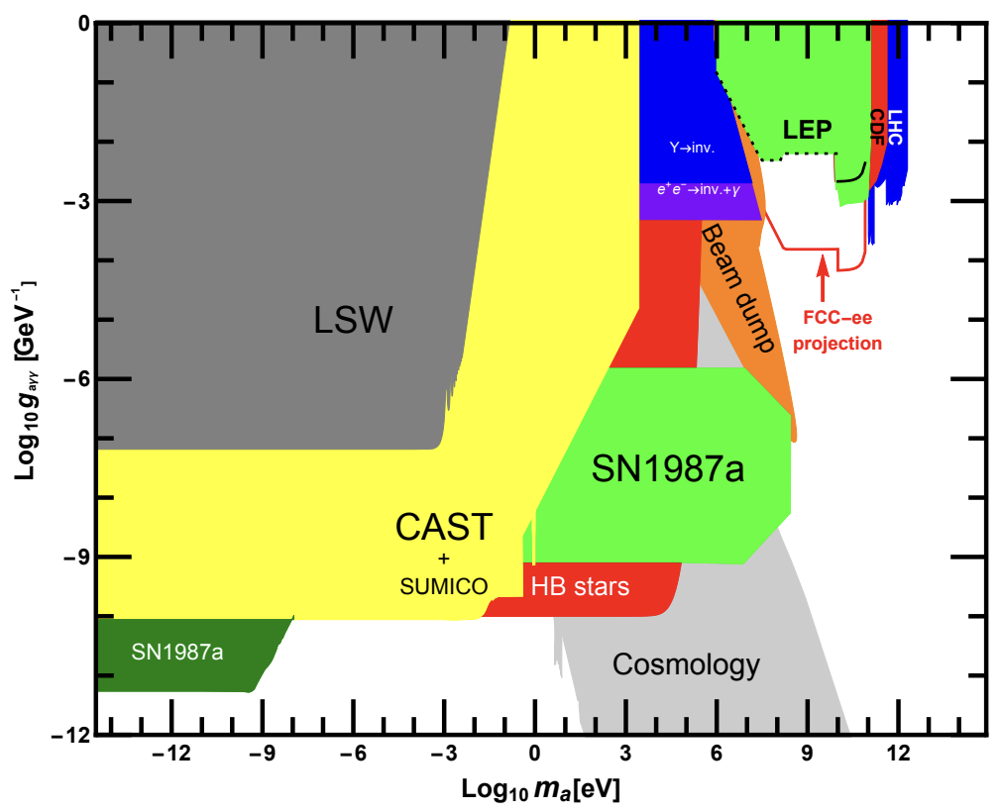 0
−3
−6
−9
−12
Log₁₀ gₐᵧᵧ [GeV⁻¹]
LSW
CAST
+
SUMICO
SN1987a
HB stars
SN1987a
Cosmology
Υ→inv.
e⁺e⁻→inv.+γ
Beam dump
LEP
CDF
LHC
FCC−ee
projection
−12 −9 −6 −3 0 3 6 9 12
Log₁₀ mₐ[eV]